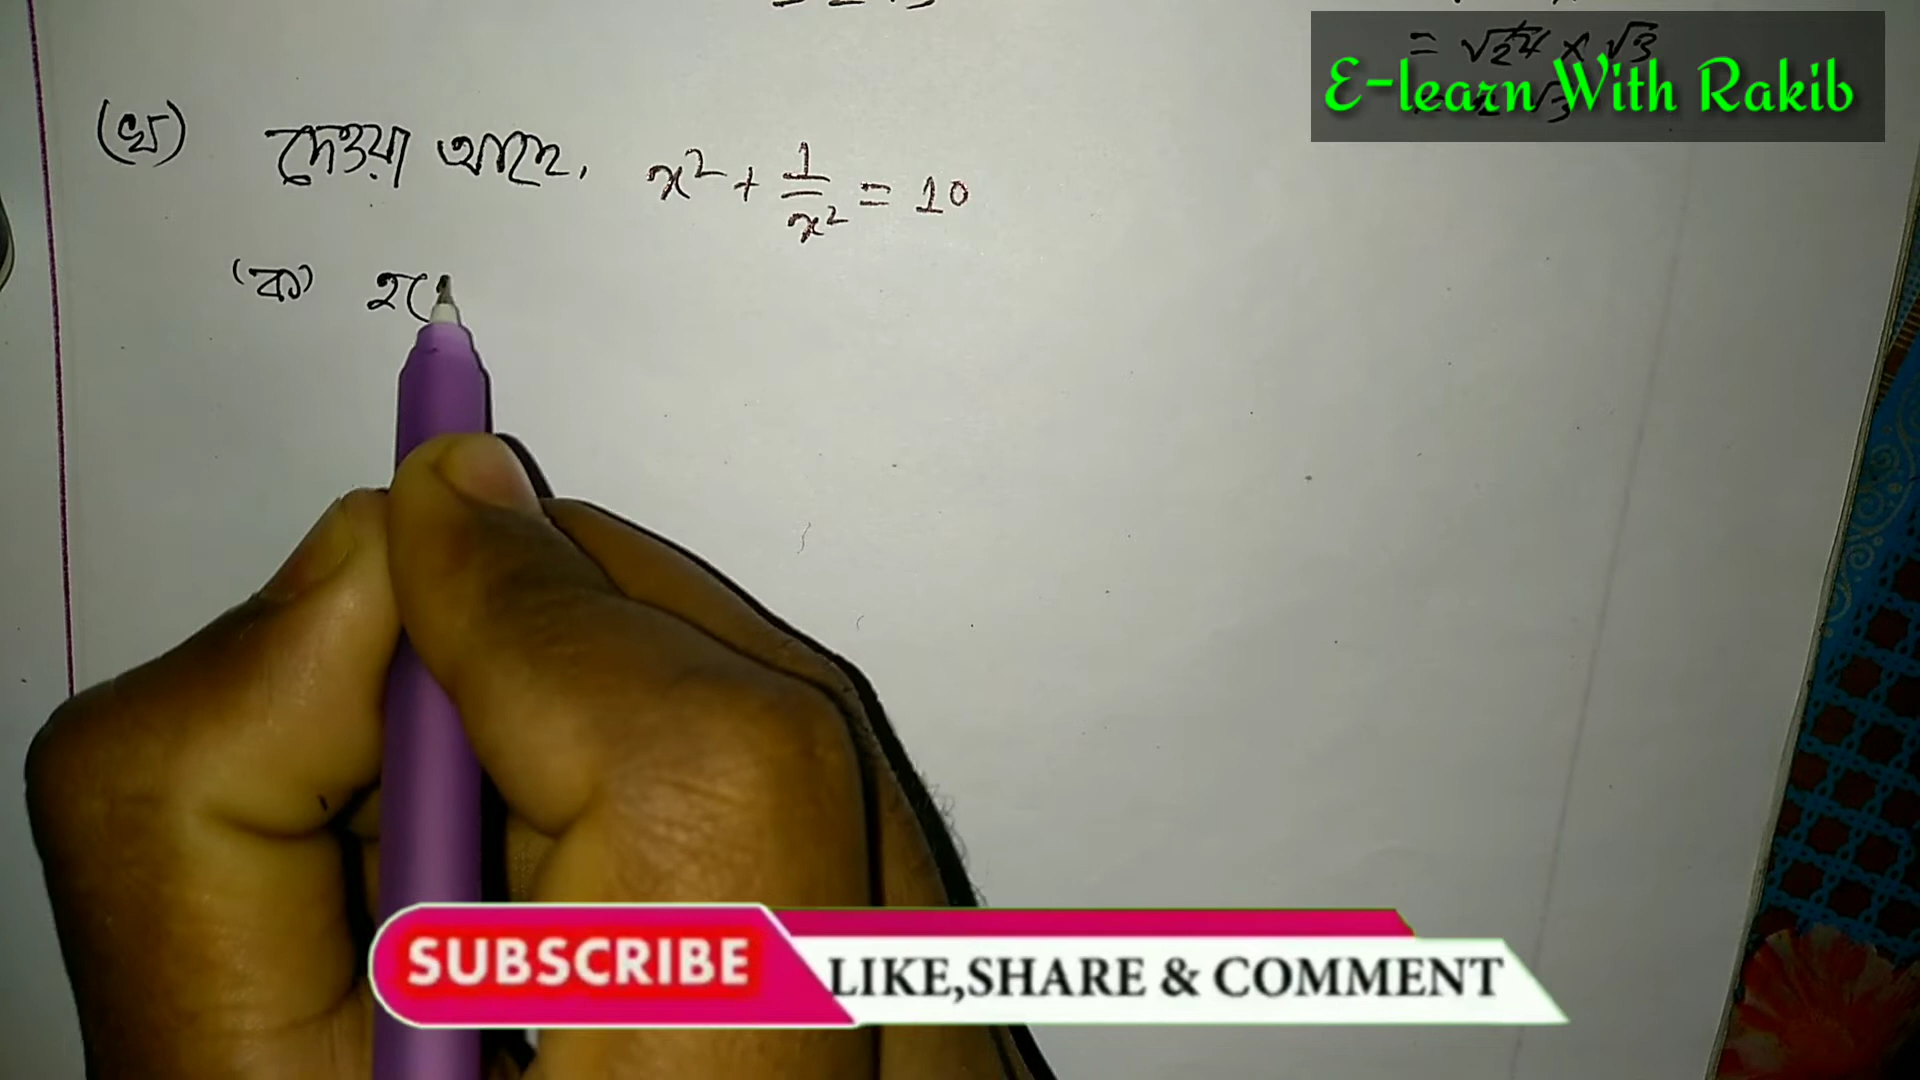 = √2⁴ × √3
E-learn With Rakib
(খ) দেওয়া আছে, x² + 1/x² = 10
(ক) হতে
SUBSCRIBE
LIKE,SHARE & COMMENT